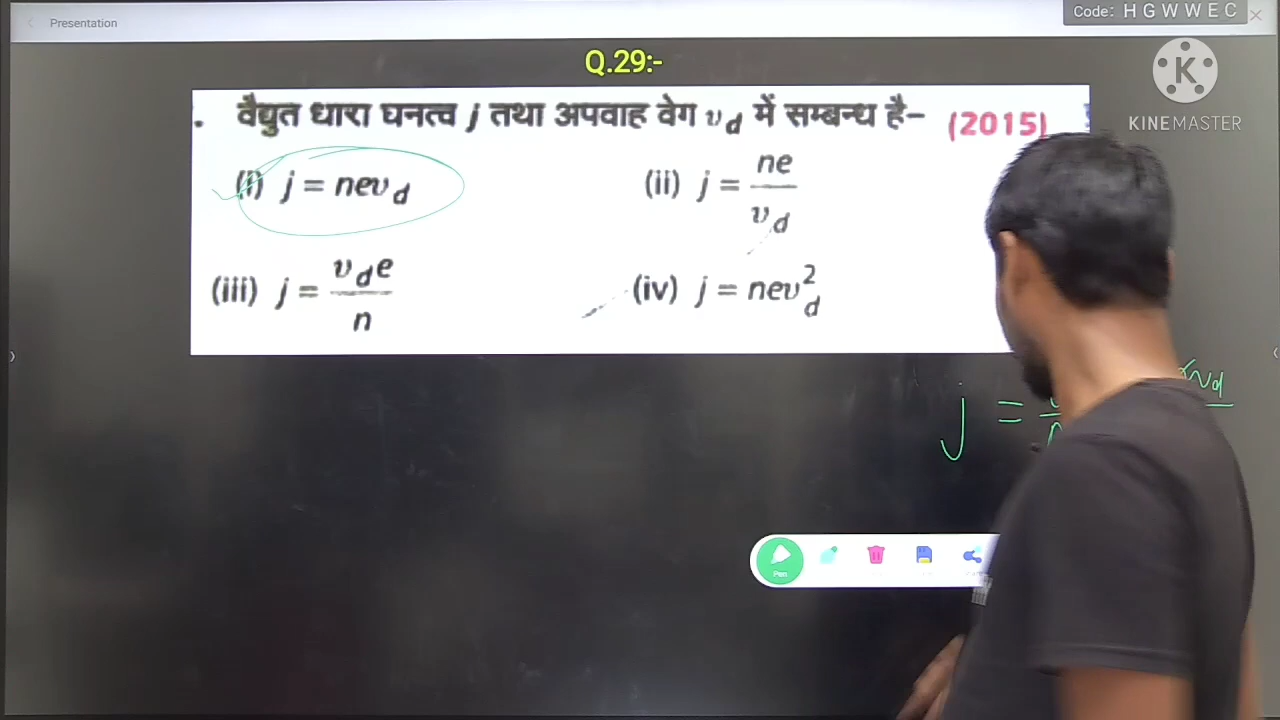 Presentation
Code: H G W W E C
K
KINEMASTER
Q.29:-
. वैद्युत धारा घनत्व j तथा अपवाह वेग v_d में सम्बन्ध है– (2015)
(i) j = nev_d (ii) j = ne/v_d
(iii) j = v_d e/n (iv) j = nev_d^2
j =
Pen